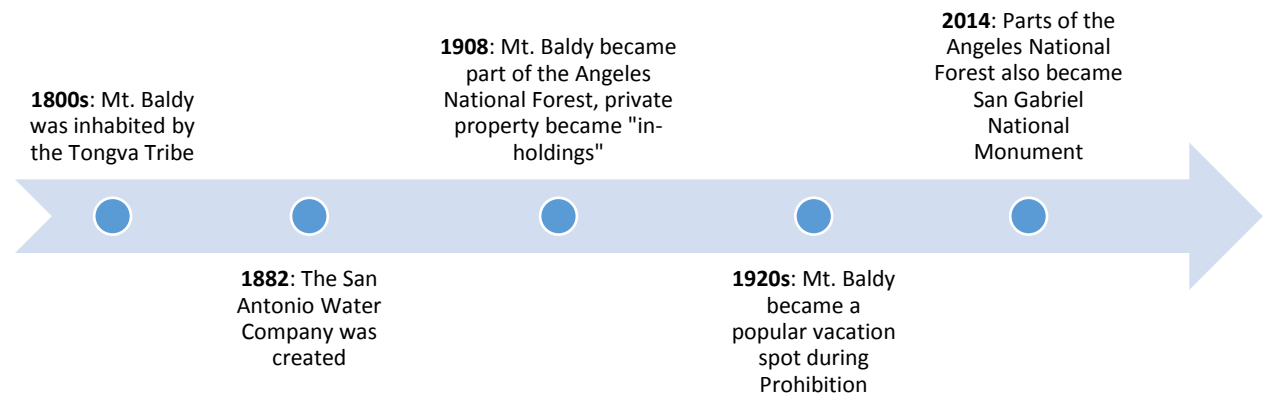 1800s: Mt. Baldy
was inhabited by
the Tongva Tribe
1882: The San
Antonio Water
Company was
created
1908: Mt. Baldy became
part of the Angeles
National Forest, private
property became "in-
holdings"
1920s: Mt. Baldy
became a
popular vacation
spot during
Prohibition
2014: Parts of the
Angeles National
Forest also became
San Gabriel
National
Monument